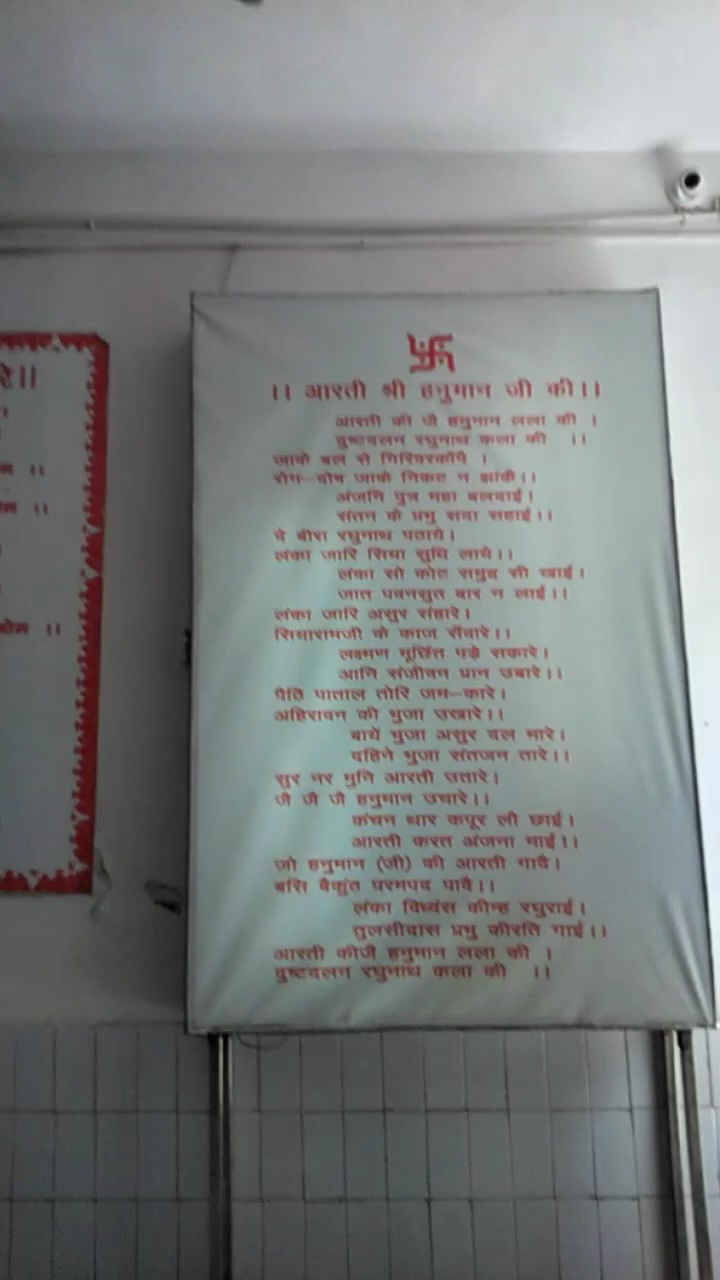 ।। आरती श्री हनुमान जी की।।
आरती की जै हनुमान लला की ।
दुष्टदलन रघुनाथ कला की ।।
जाके बल से गिरिवरकाँपै ।
रोग–दोष जाके निकट न झांकै।।
अंजनि पुत्र महा बलदाई।
संतन के प्रभु सदा सहाई।।
दे बीरा रघुनाथ पठाये।
लंका जारि सिया सुधि लाये।।
लंका सो कोट समुद्र सी खाई।
जात पवनसुत बार न लाई।।
लंका जारि असुर संहारे।
सियारामजी के काज सँवारे।।
लक्ष्मण मूर्छित पड़े सकारे।
आनि संजीवन प्रान उबारे।।
पैठि पाताल तोरि जम–कारे।
अहिरावन की भुजा उखारे।।
बायें भुजा असुर दल मारे।
दहिने भुजा संतजन तारे।।
सुर नर मुनि आरती उतारे।
जै जै जै हनुमान उचारे।।
कंचन थार कपूर लौ छाई।
आरती करत अंजना माई।।
जो हनुमान (जी) की आरती गावै।
बसि बैकुंठ परमपद पावै।।
लंका विध्वंस कीन्ह रघुराई।
तुलसीदास प्रभु कीरति गाई।।
आरती कीजै हनुमान लला की ।
दुष्टदलन रघुनाथ कला की ।।